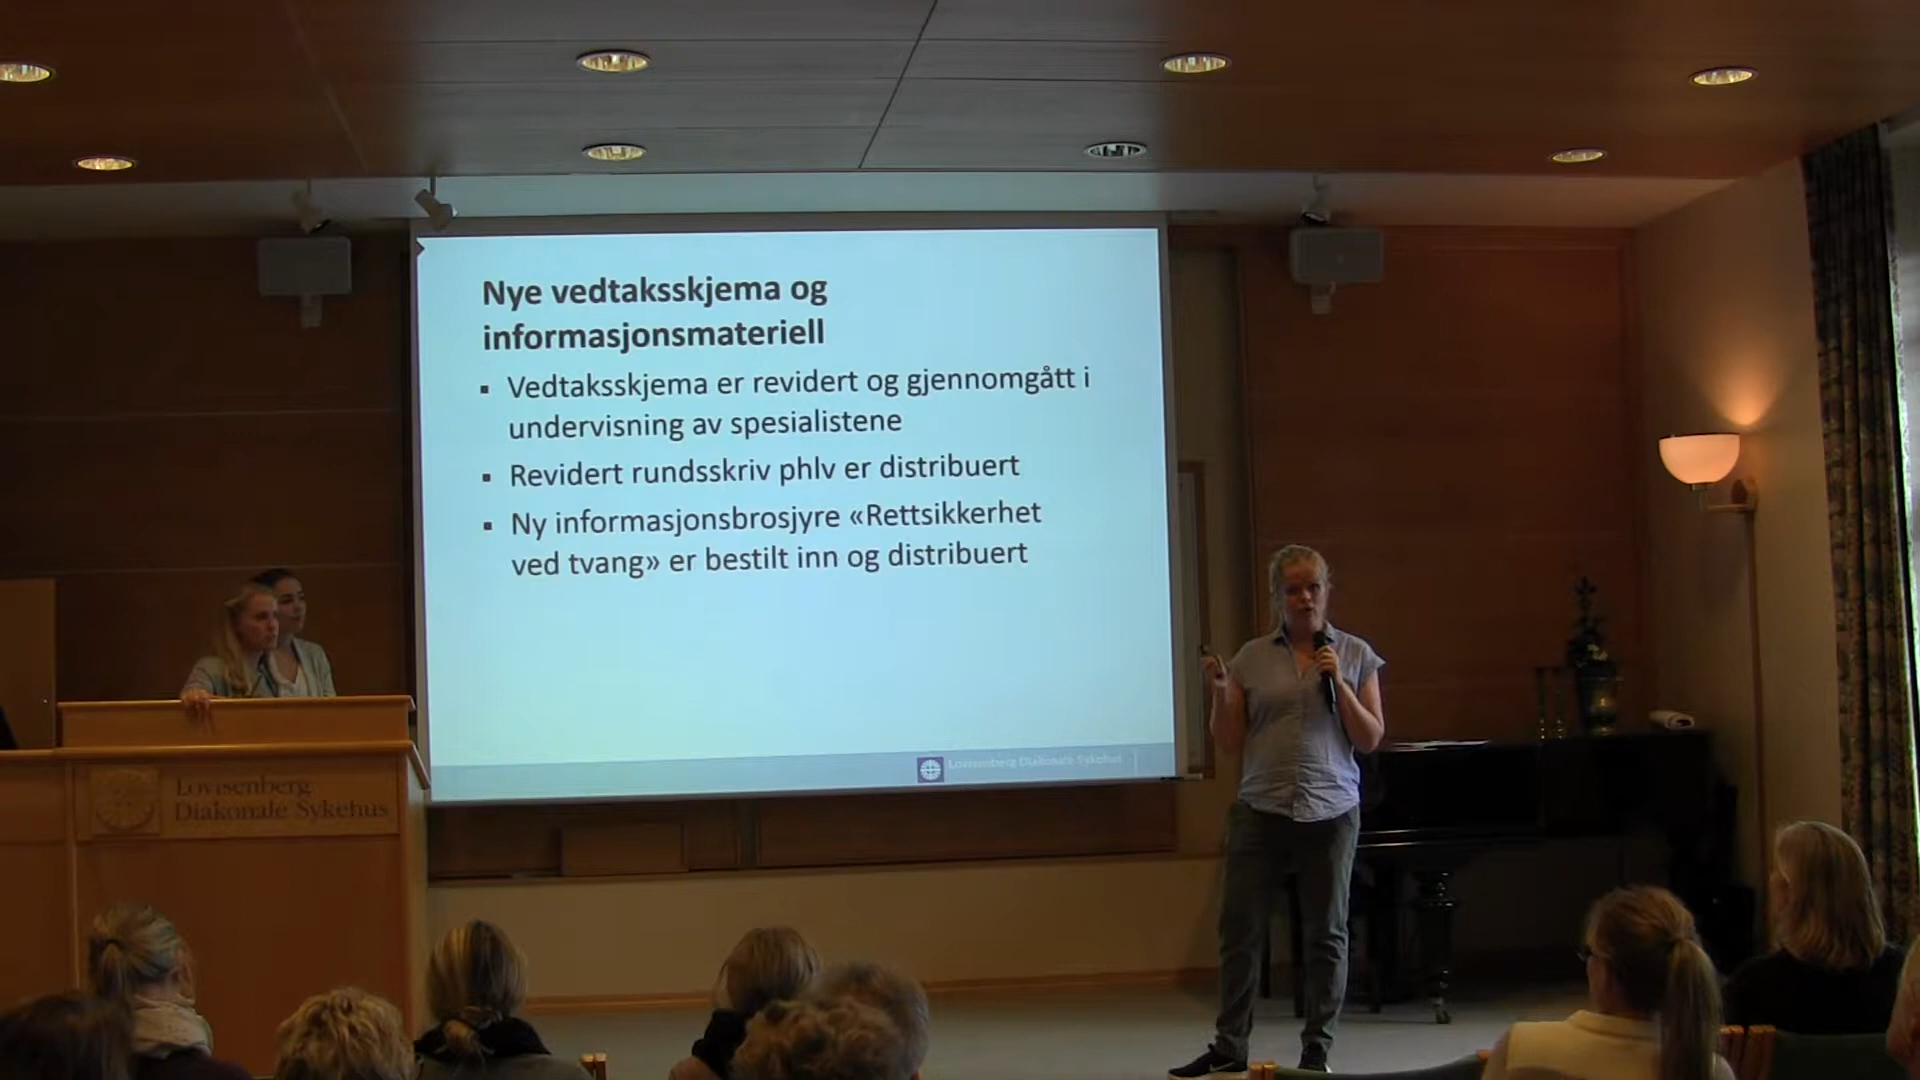 Nye vedtaksskjema og
informasjonsmateriell
▪ Vedtaksskjema er revidert og gjennomgått i
undervisning av spesialistene
▪ Revidert rundsskriv phlv er distribuert
▪ Ny informasjonsbrosjyre «Rettsikkerhet
ved tvang» er bestilt inn og distribuert
Lovisenberg Diakonale Sykehus
Lovisenberg
Diakonale Sykehus